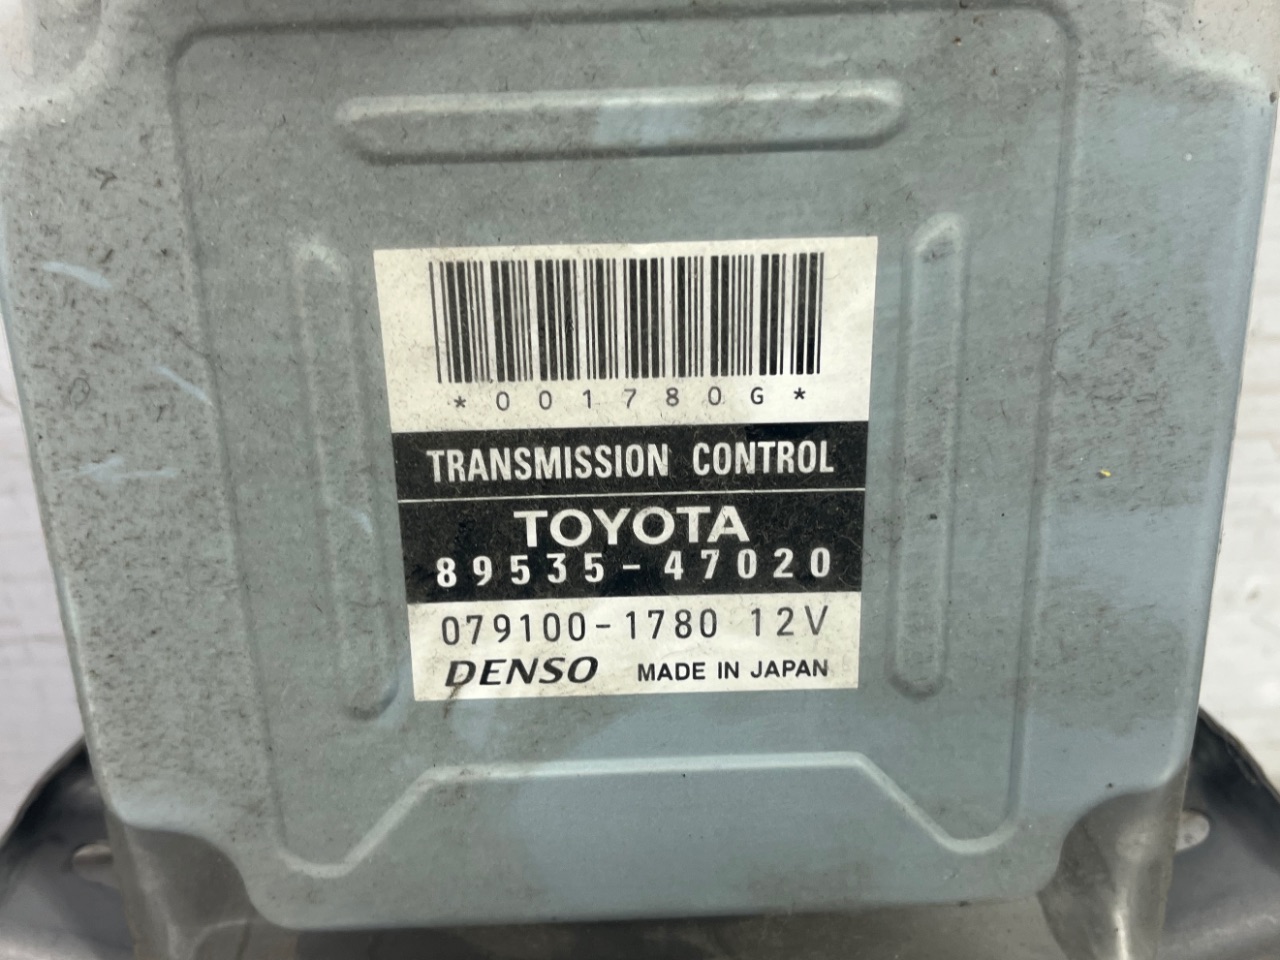 *001780G*
TRANSMISSION CONTROL
TOYOTA
89535-47020
079100-1780 12V
DENSO MADE IN JAPAN